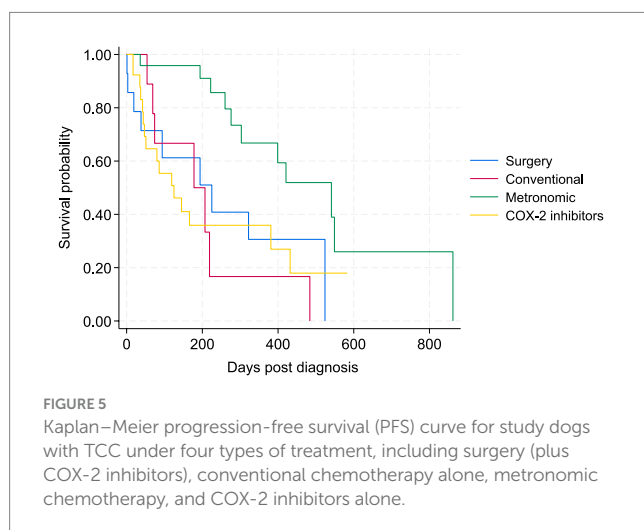 1.00
0.80
0.60
0.40
0.20
0.00
Survival probability
0 200 400 600 800
Days post diagnosis
Surgery
Conventional
Metronomic
COX-2 inhibitors
FIGURE 5
Kaplan–Meier progression-free survival (PFS) curve for study dogs
with TCC under four types of treatment, including surgery (plus
COX-2 inhibitors), conventional chemotherapy alone, metronomic
chemotherapy, and COX-2 inhibitors alone.